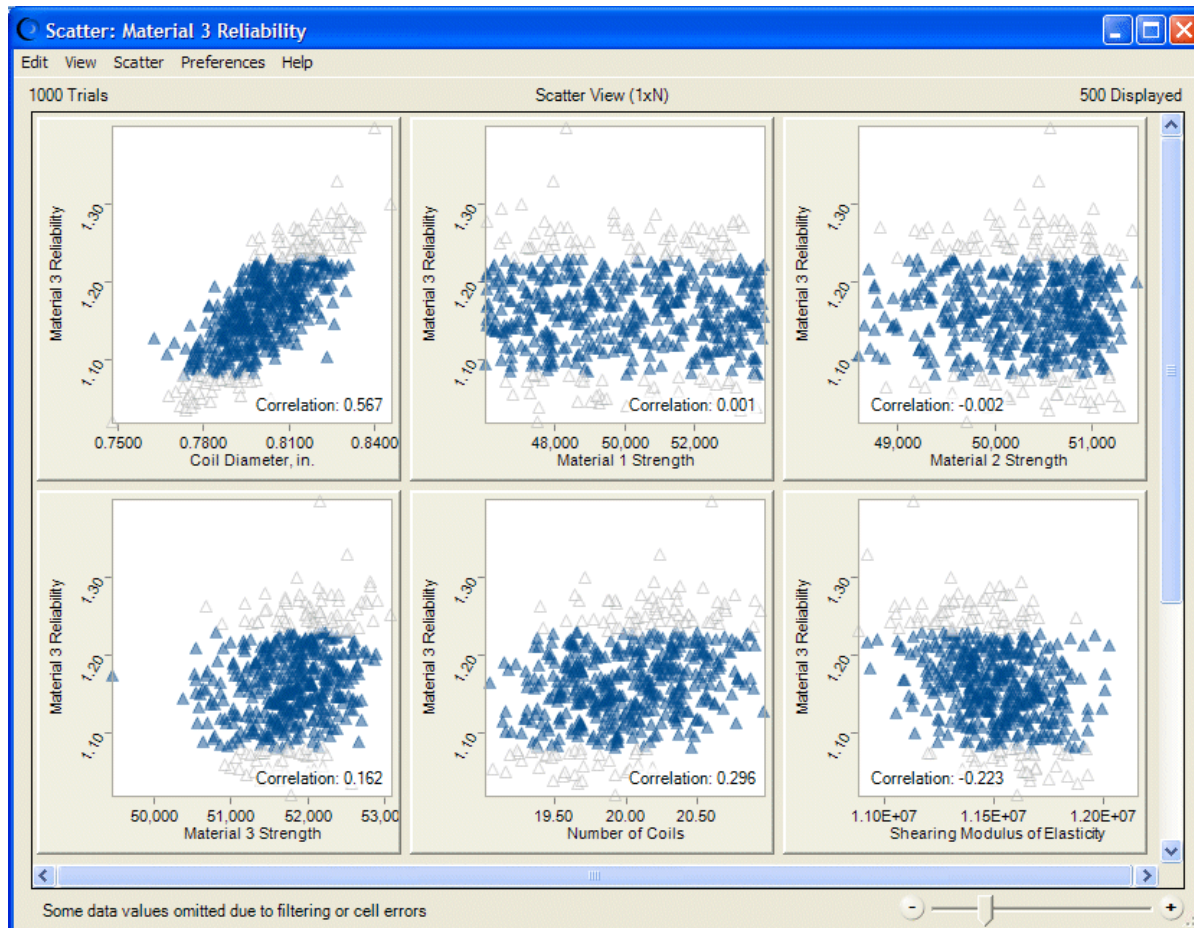 Scatter: Material 3 Reliability
Edit View Scatter Preferences Help
1000 Trials Scatter View (1xN) 500 Displayed
Material 3 Reliability
1.30
1.20
1.10
Correlation: 0.567
0.7500 0.7800 0.8100 0.8400
Coil Diameter, in.
Material 3 Reliability
1.30
1.20
1.10
Correlation: 0.001
48,000 50,000 52,000
Material 1 Strength
Material 3 Reliability
1.30
1.20
1.10
Correlation: -0.002
49,000 50,000 51,000
Material 2 Strength
Material 3 Reliability
1.30
1.20
1.10
Correlation: 0.162
50,000 51,000 52,000 53,00
Material 3 Strength
Material 3 Reliability
1.30
1.20
1.10
Correlation: 0.296
19.50 20.00 20.50
Number of Coils
Material 3 Reliability
1.30
1.20
1.10
Correlation: -0.223
1.10E+07 1.15E+07 1.20E+07
Shearing Modulus of Elasticity
Some data values omitted due to filtering or cell errors